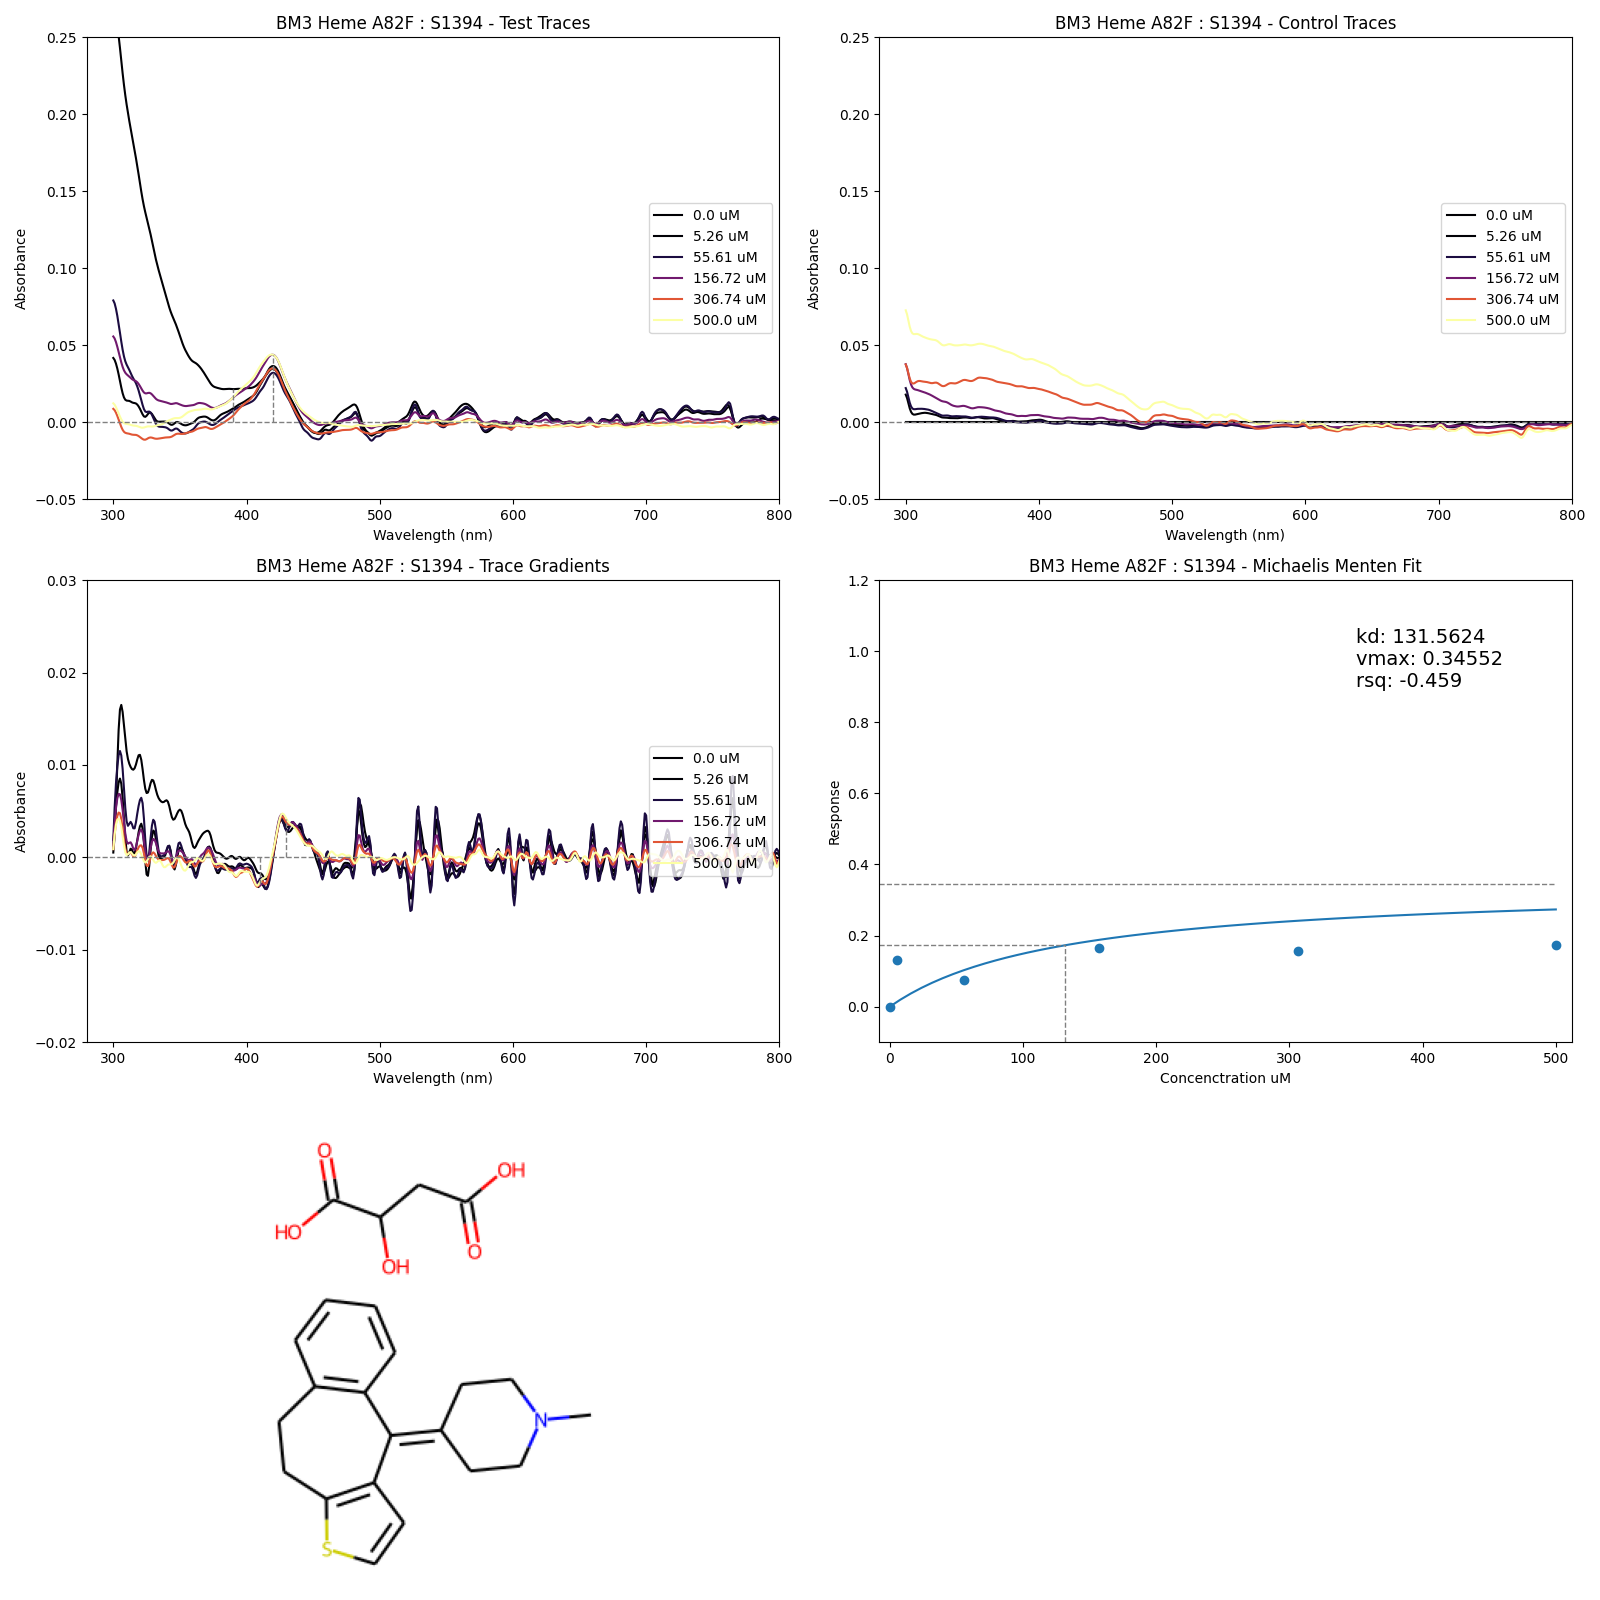 BM3 Heme A82F : S1394 - Test Traces
0.25
0.20
0.15
0.10
0.05
0.00
−0.05
Absorbance
300 400 500 600 700 800
Wavelength (nm)
0.0 uM
5.26 uM
55.61 uM
156.72 uM
306.74 uM
500.0 uM
BM3 Heme A82F : S1394 - Control Traces
0.25
0.20
0.15
0.10
0.05
0.00
−0.05
Absorbance
300 400 500 600 700 800
Wavelength (nm)
0.0 uM
5.26 uM
55.61 uM
156.72 uM
306.74 uM
500.0 uM
BM3 Heme A82F : S1394 - Trace Gradients
0.03
0.02
0.01
0.00
−0.01
−0.02
Absorbance
300 400 500 600 700 800
Wavelength (nm)
0.0 uM
5.26 uM
55.61 uM
156.72 uM
306.74 uM
500.0 uM
BM3 Heme A82F : S1394 - Michaelis Menten Fit
1.2
1.0
0.8
0.6
0.4
0.2
0.0
Response
0 100 200 300 400 500
Concenctration uM
kd: 131.5624
vmax: 0.34552
rsq: -0.459
O
OH
HO
O
OH
N
S